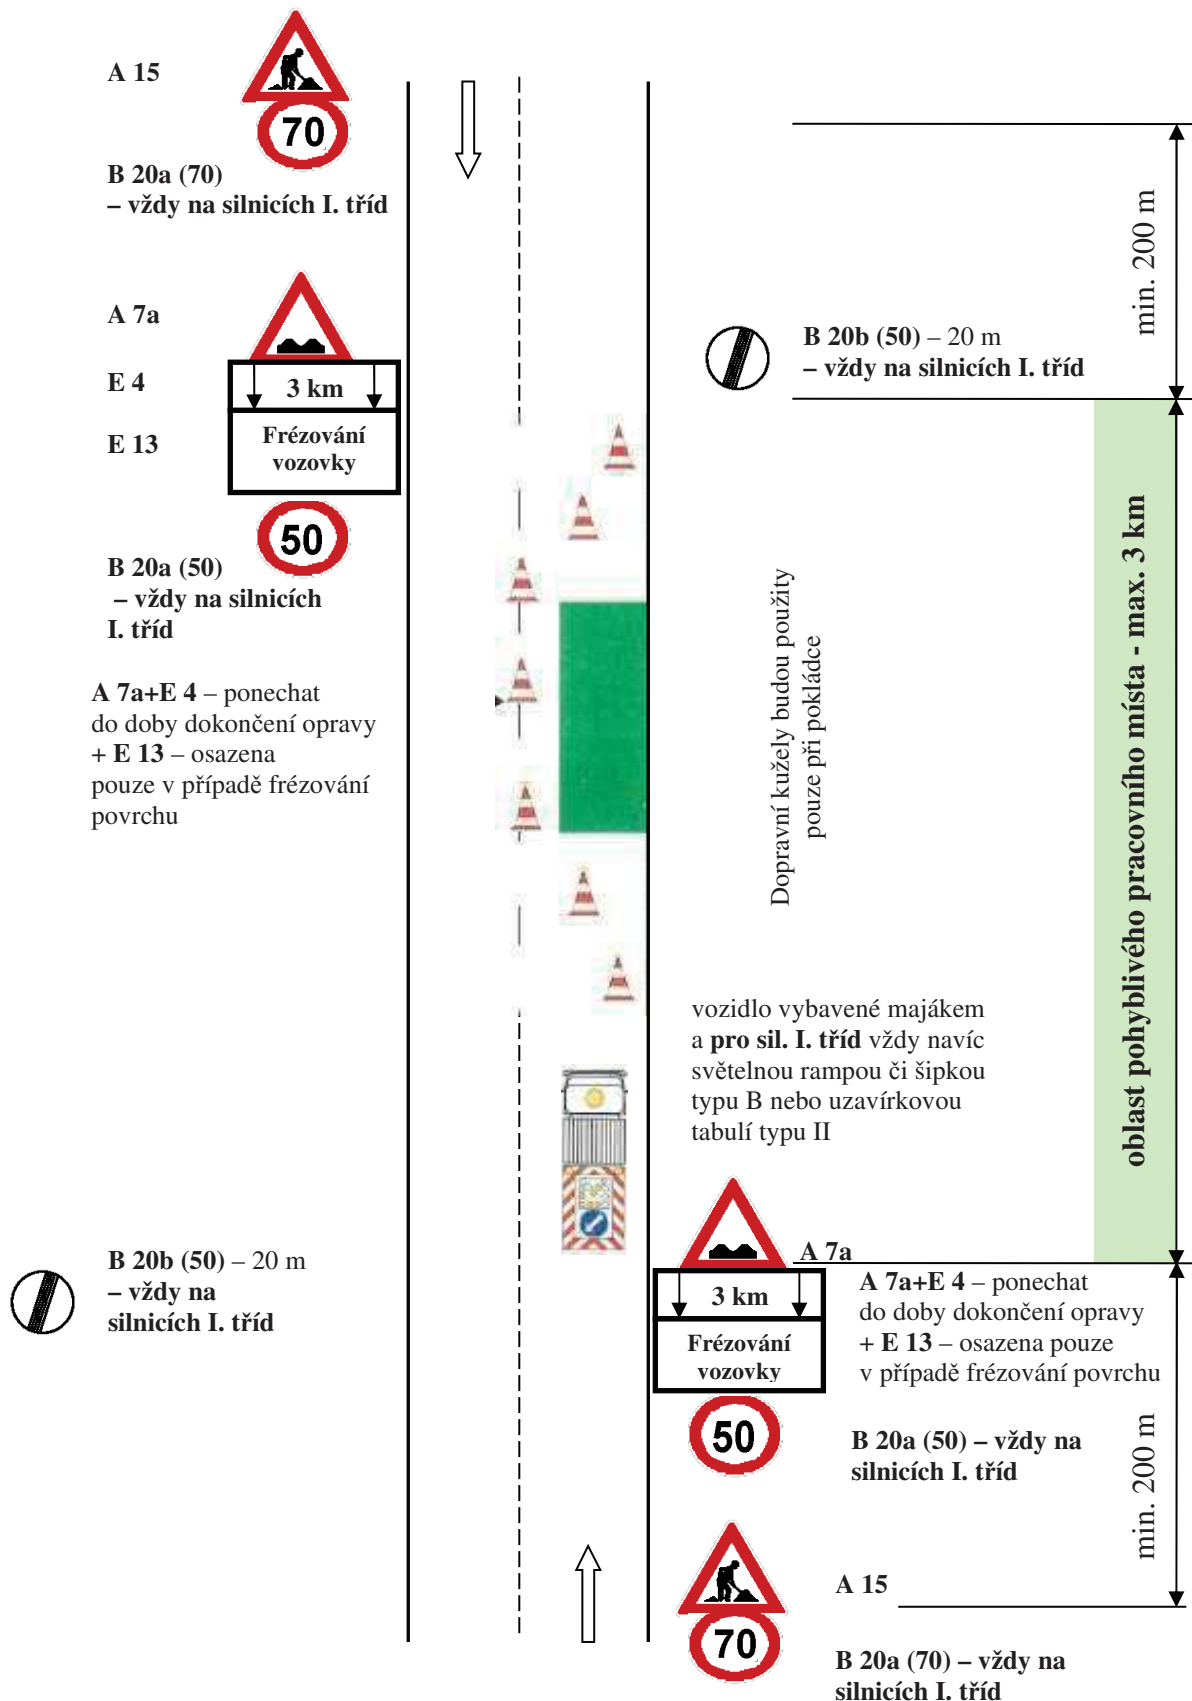 A 15
70
B 20a (70)
– vždy na silnicích I. tříd
A 7a
E 4
3 km
E 13
Frézování
vozovky
50
B 20a (50)
– vždy na silnicích
I. tříd
A 7a+E 4 – ponechat
do doby dokončení opravy
+ E 13 – osazena
pouze v případě frézování
povrchu
min. 200 m
B 20b (50) – 20 m
– vždy na silnicích I. tříd
Dopravní kužely budou použity
pouze při pokládce
oblast pohyblivého pracovního místa - max. 3 km
vozidlo vybavené majákem
a pro sil. I. tříd vždy navíc
světelnou rampou či šipkou
typu B nebo uzavírkovou
tabulí typu II
B 20b (50) – 20 m
– vždy na
silnicích I. tříd
A 7a
3 km
Frézování
vozovky
A 7a+E 4 – ponechat
do doby dokončení opravy
+ E 13 – osazena pouze
v případě frézování povrchu
50
B 20a (50) – vždy na
silnicích I. tříd
min. 200 m
A 15
70
B 20a (70) – vždy na
silnicích I. tříd